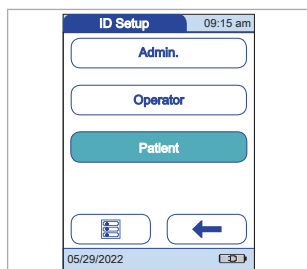 ID Setup 09:15 am
Admin.
Operator
Patient
05/29/2022